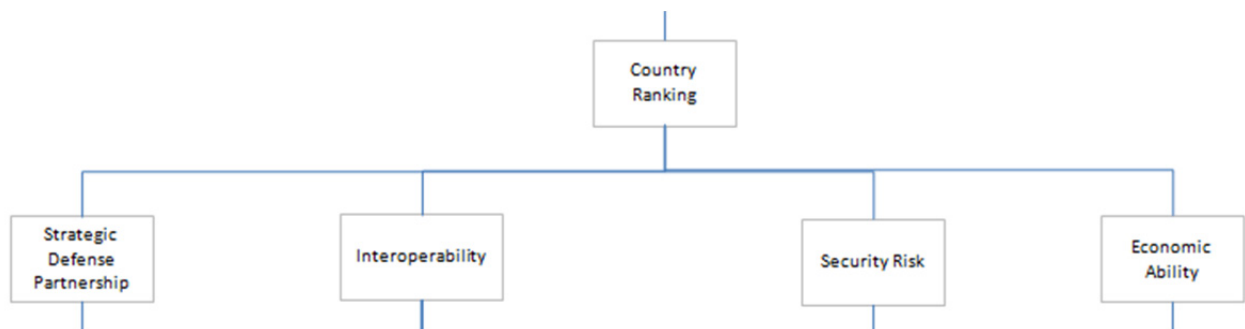 Country
Ranking
Strategic
Defense
Partnership
Interoperability
Security Risk
Economic
Ability